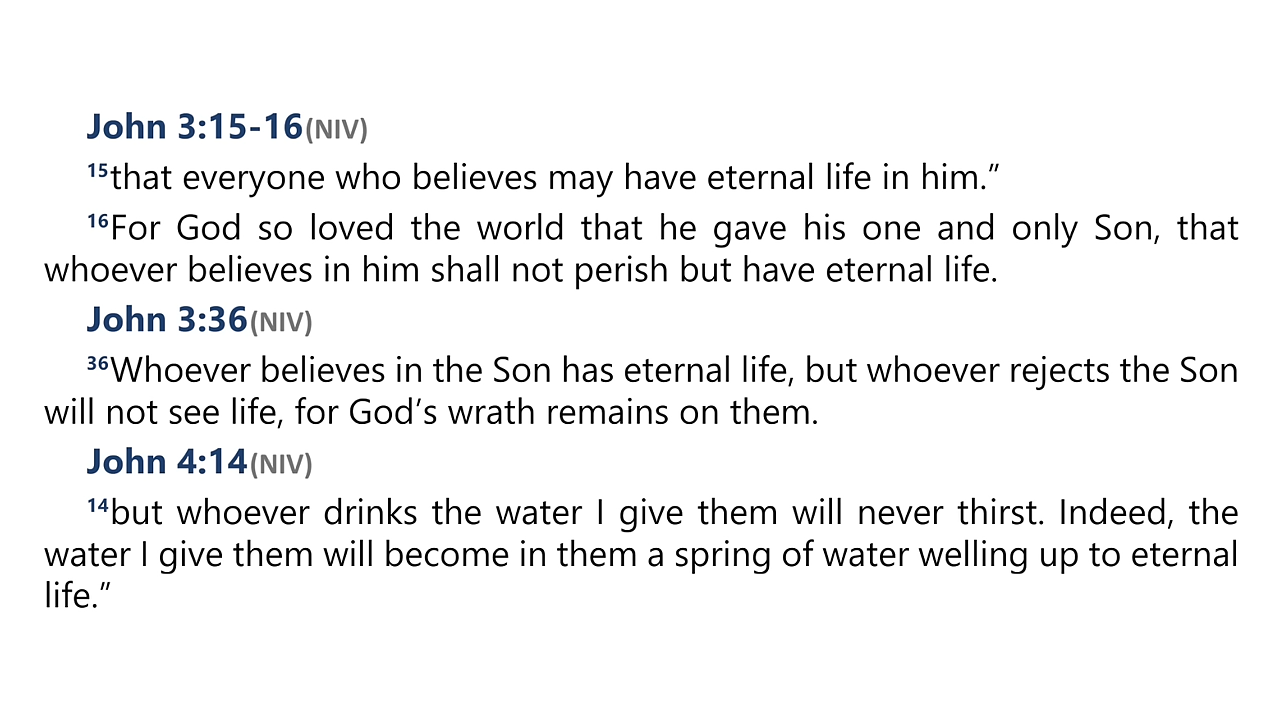 John 3:15-16(NIV)
15that everyone who believes may have eternal life in him.”
16For God so loved the world that he gave his one and only Son, that
whoever believes in him shall not perish but have eternal life.
John 3:36(NIV)
36Whoever believes in the Son has eternal life, but whoever rejects the Son
will not see life, for God’s wrath remains on them.
John 4:14(NIV)
14but whoever drinks the water I give them will never thirst. Indeed, the
water I give them will become in them a spring of water welling up to eternal
life.”